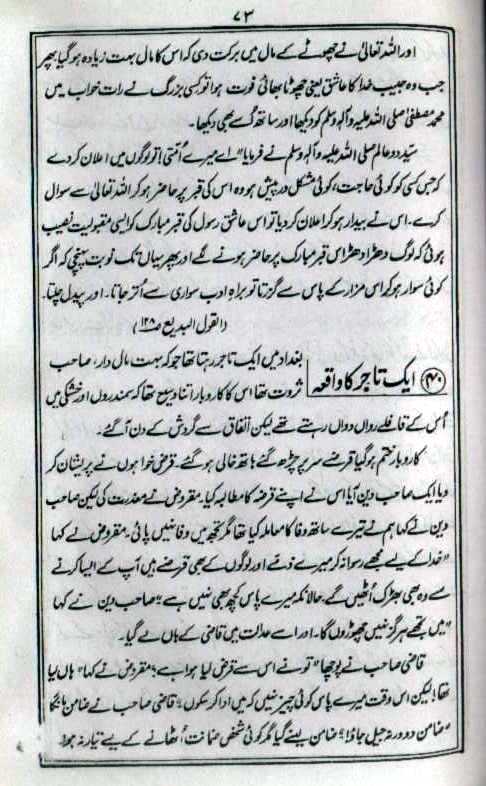 ۷۳
اور اللہ تعالیٰ نے چھوٹے کے مال میں برکت دی کہ اس کا مال بہت زیادہ ہو گیا پھر
جب وہ حبیب خدا کا عاشق یعنی چھوٹا بھائی فوت ہوا تو کسی بزرگ نے رات خواب میں
محمد مصطفیٰ صلی اللہ علیہ وآلہ وسلم کو دیکھا اور ساتھ اُسے بھی دیکھا۔
سیّد دو عالم صلی اللہ علیہ وآلہ وسلم نے فرمایا "اے میرے اُمتی! تو لوگوں میں اعلان کر دے
کہ جس کسی کو کوئی حاجت، کوئی مشکل درپیش ہو وہ اس کی قبر پر حاضر ہو کر اللہ تعالیٰ سے سوال
کرے۔ اس نے بیدار ہو کر اعلان کر دیا تو اس عاشق رسول کی قبر مبارک کو ایسی مقبولیت نصیب
ہوئی کہ لوگ دھڑا دھڑ اس قبر مبارک پر حاضر ہونے لگے اور پھر یہاں تک نوبت پہنچی کہ اگر
کوئی سوار ہو کر اس مزار کے پاس سے گزرتا تو براہِ ادب سواری سے اُتر جاتا۔ اور پیدل چلتا۔
(القول البدیع ص۱۲۸)
۴۰ ایک تاجر کا واقعہ
بغداد میں ایک تاجر رہتا تھا جو کہ بہت مال دار، صاحب
ثروت تھا اس کا کاروبار اتنا وسیع تھا کہ سمندروں اور خشکی میں
اُس کے قافلے رواں دواں رہتے تھے لیکن اتفاق سے گردش کے دن آ گئے۔
کاروبار ختم ہو گیا قرضے سر پر چڑھ گئے ہاتھ خالی ہو گئے۔ قرض خواہوں نے پریشان کر
دیا ایک صاحب دین آیا اس نے اپنے قرضہ کا مطالبہ کیا۔ مقروض نے معذرت کی لیکن صاحب
دین نے کہا ہم نے تیرے ساتھ وفا کا معاملہ کیا تھا مگر تجھ میں وفا نہیں پائی۔ مقروض نے کہا
"خدا کے لیے مجھے رسوا نہ کر میرے ذمّے اور لوگوں کے بھی قرضے ہیں آپ کے ایسا کرنے
سے وہ بھی بھڑک اُٹھیں گے، حالانکہ میرے پاس کچھ بھی نہیں ہے" صاحب دین نے کہا
"میں تجھے ہرگز نہیں چھوڑوں گا۔ اور اسے عدالت میں قاضی کے ہاں لے گیا۔
قاضی صاحب نے پوچھا "تو نے اس سے قرض لیا ہوا ہے؟ مقروض نے کہا "ہاں لیا
تھا! لیکن اس وقت میرے پاس کوئی چیز نہیں کہ میں ادا کر سکوں؟ قاضی صاحب نے ضامن مانگا
"ضامن دو ورنہ جیل جاؤ! ضامن لینے گیا مگر کوئی شخص ضمانت اُٹھانے کے لیے تیار نہ ہوا